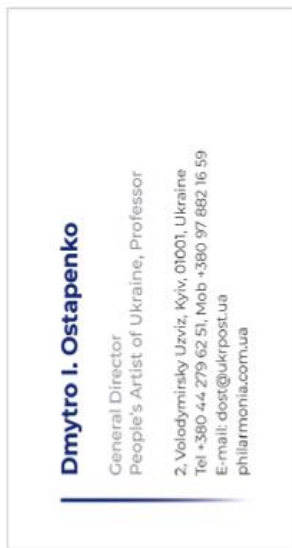 Dmytro I. Ostapenko
General Director
People's Artist of Ukraine, Professor
2, Volodymirsky Uzviz, Kyiv, 01001, Ukraine
Tel +380 44 279 62 51, Mob +380 97 882 16 59
E-mail: dost@ukrpost.ua
philarmonia.com.ua